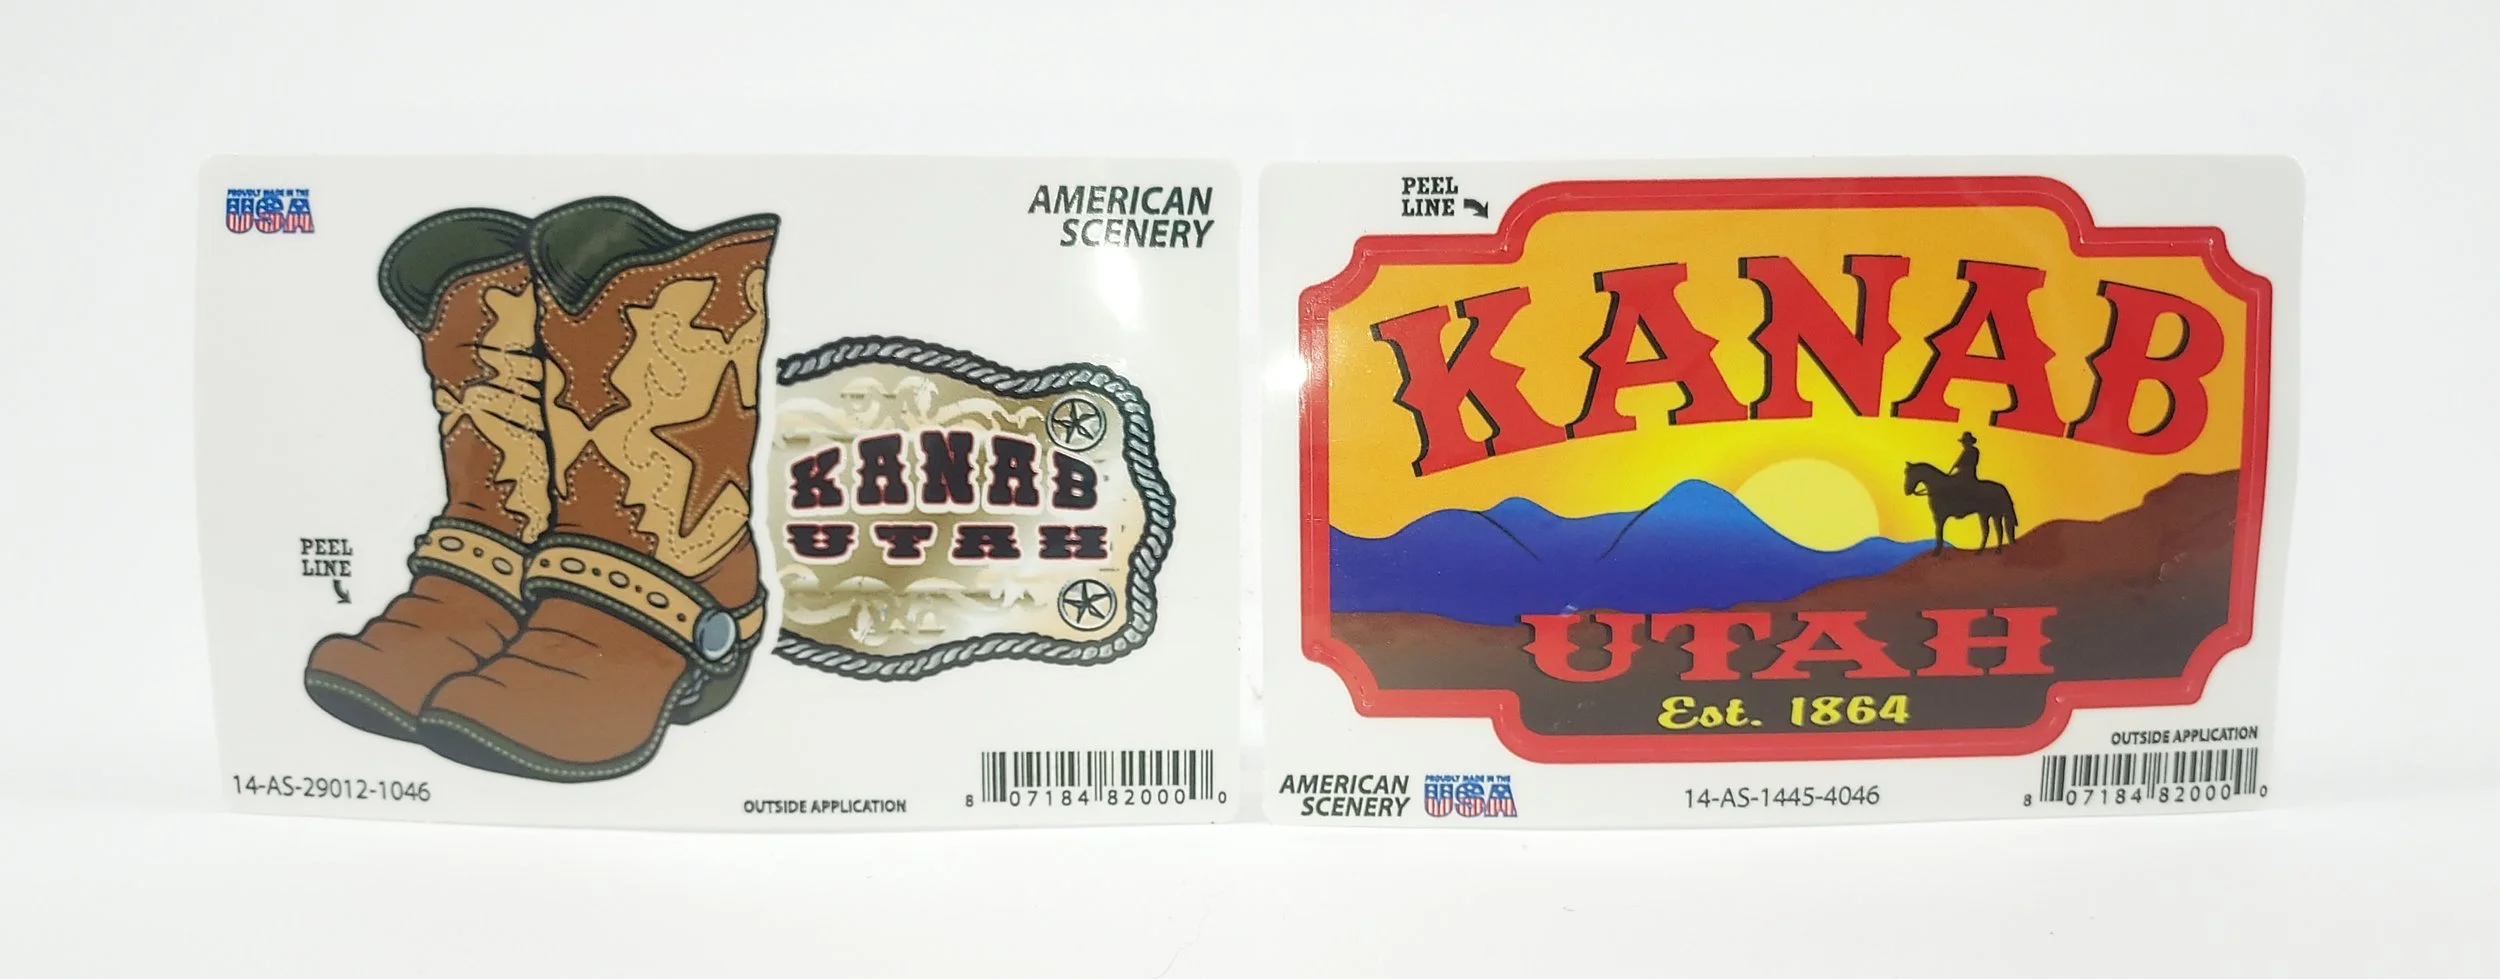 PROUDLY MADE IN THE
USA
AMERICAN
SCENERY
KANAB
UTAH
PEEL
LINE
14-AS-29012-1046
OUTSIDE APPLICATION
8 07184 82000 0
PEEL
LINE
KANAB
UTAH
Est. 1864
OUTSIDE APPLICATION
AMERICAN
SCENERY
PROUDLY MADE IN THE
USA
14-AS-1445-4046
8 07184 82000 0